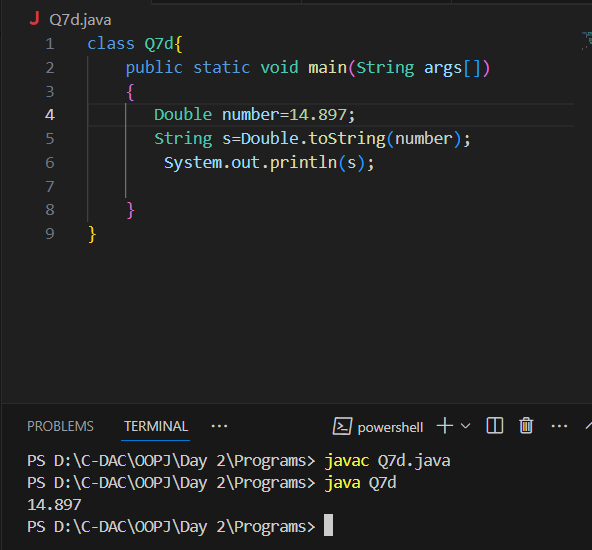 J Q7d.java
1 class Q7d{
2 public static void main(String args[])
3 {
4 Double number=14.897;
5 String s=Double.toString(number);
6 System.out.println(s);
7
8 }
9 }
PROBLEMS TERMINAL ··· powershell
PS D:\C-DAC\OOPJ\Day 2\Programs> javac Q7d.java
PS D:\C-DAC\OOPJ\Day 2\Programs> java Q7d
14.897
PS D:\C-DAC\OOPJ\Day 2\Programs>